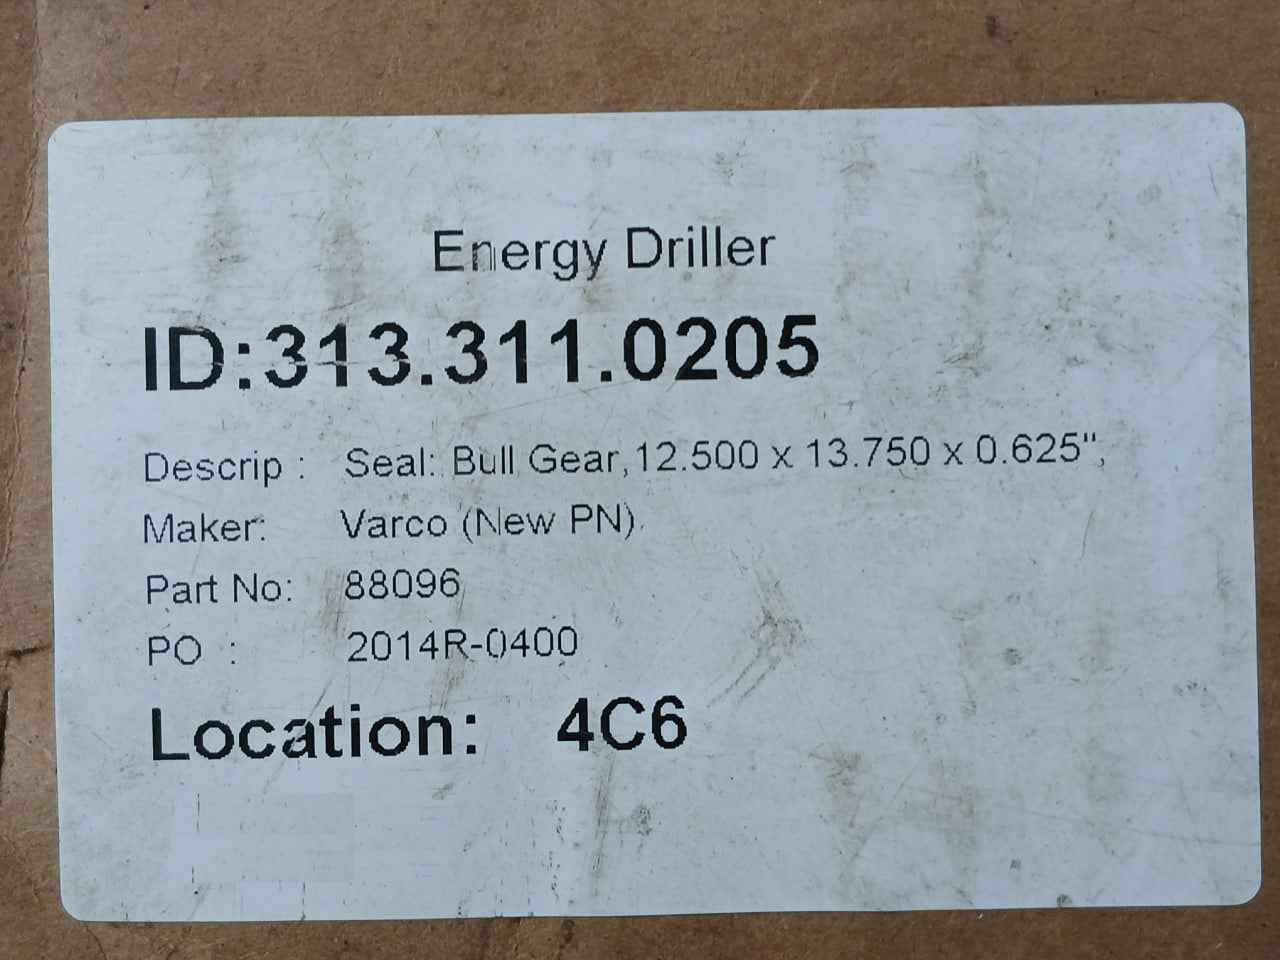 Energy Driller
ID:313.311.0205
Descrip : Seal: Bull Gear, 12.500 x 13.750 x 0.625",
Maker: Varco (New PN)
Part No: 88096
PO : 2014R-0400
Location: 4C6